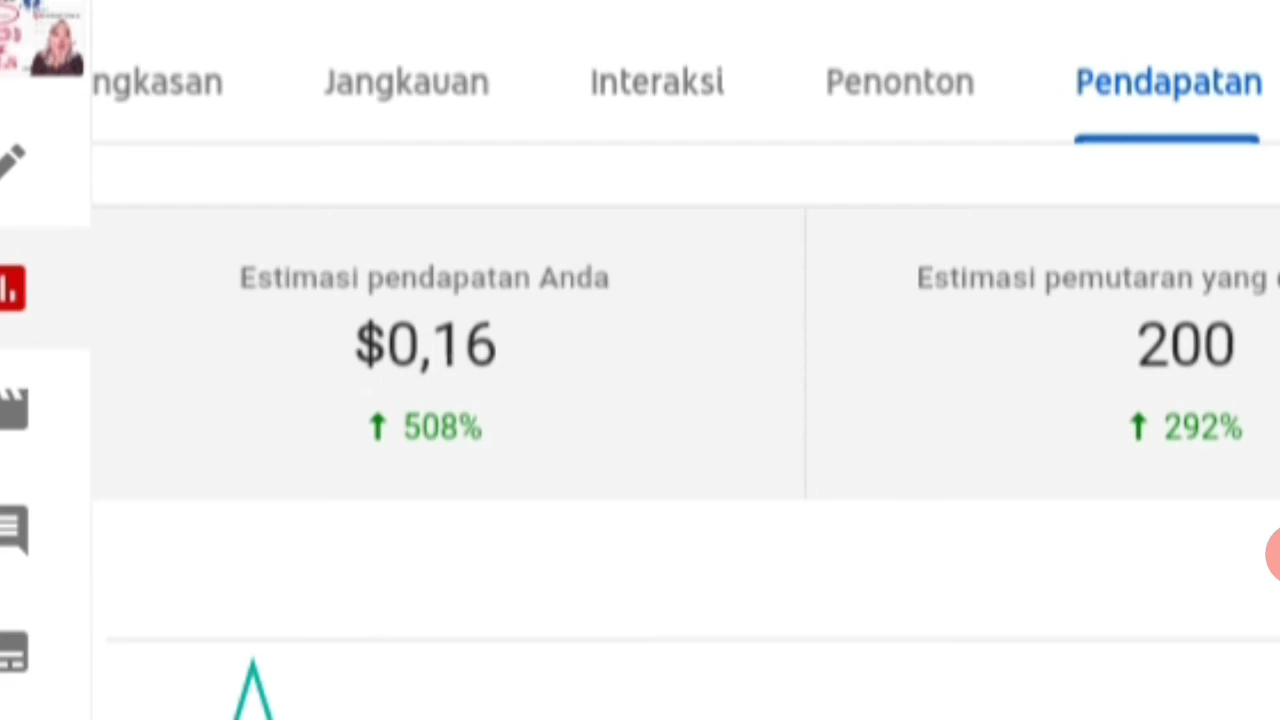 ngkasan Jangkauan Interaksi Penonton Pendapatan
Estimasi pendapatan Anda
$0,16
508%
Estimasi pemutaran yang
200
292%